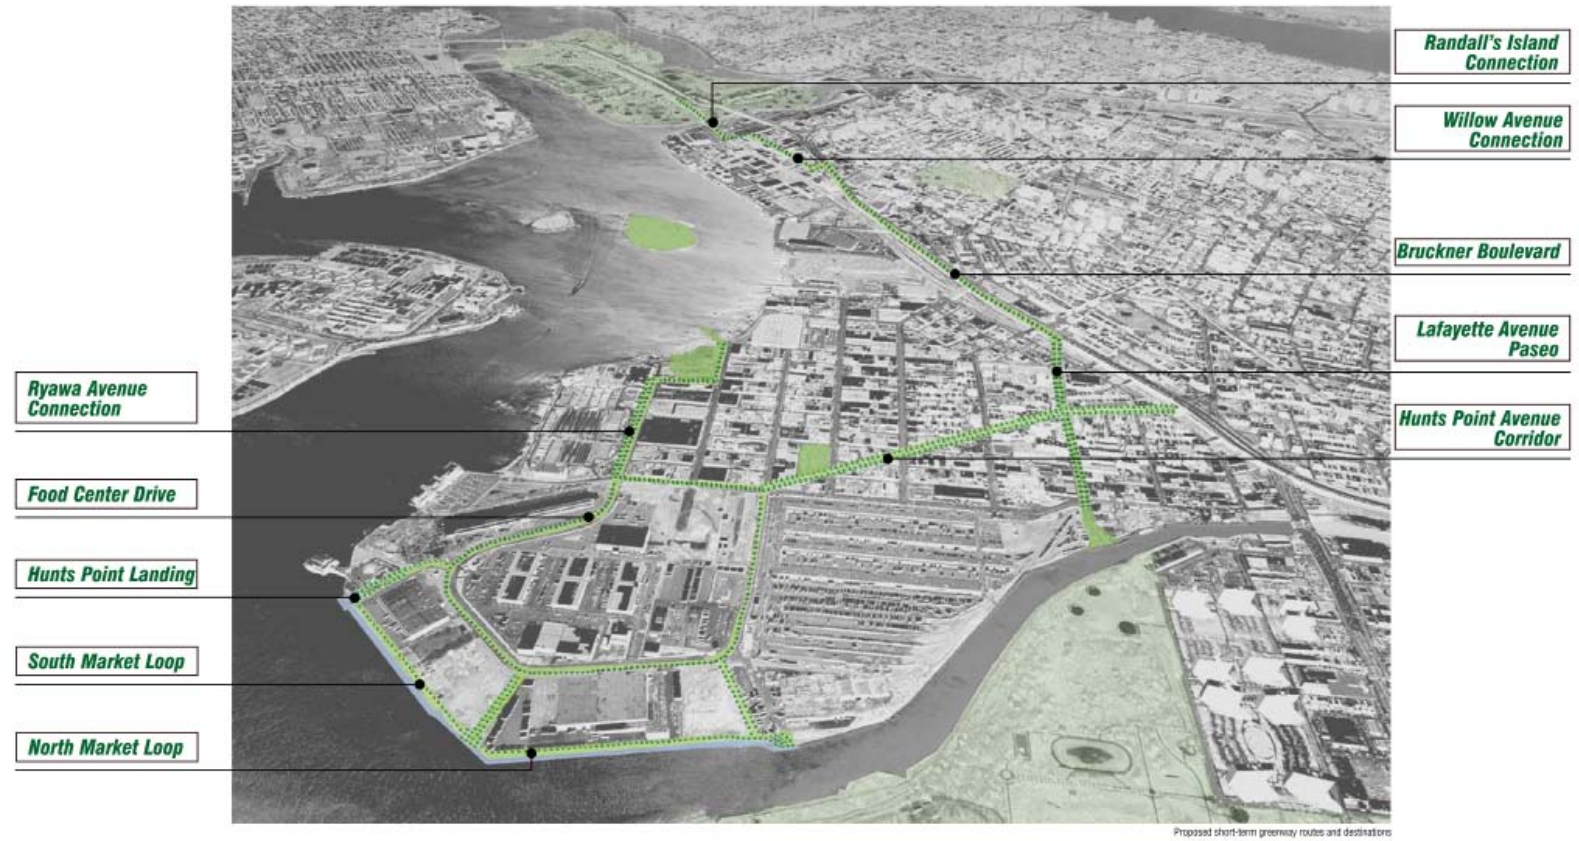 Randall's Island
Connection
Willow Avenue
Connection
Bruckner Boulevard
Lafayette Avenue
Paseo
Hunts Point Avenue
Corridor
Ryawa Avenue
Connection
Food Center Drive
Hunts Point Landing
South Market Loop
North Market Loop
Proposed short-term greenway routes and destinations